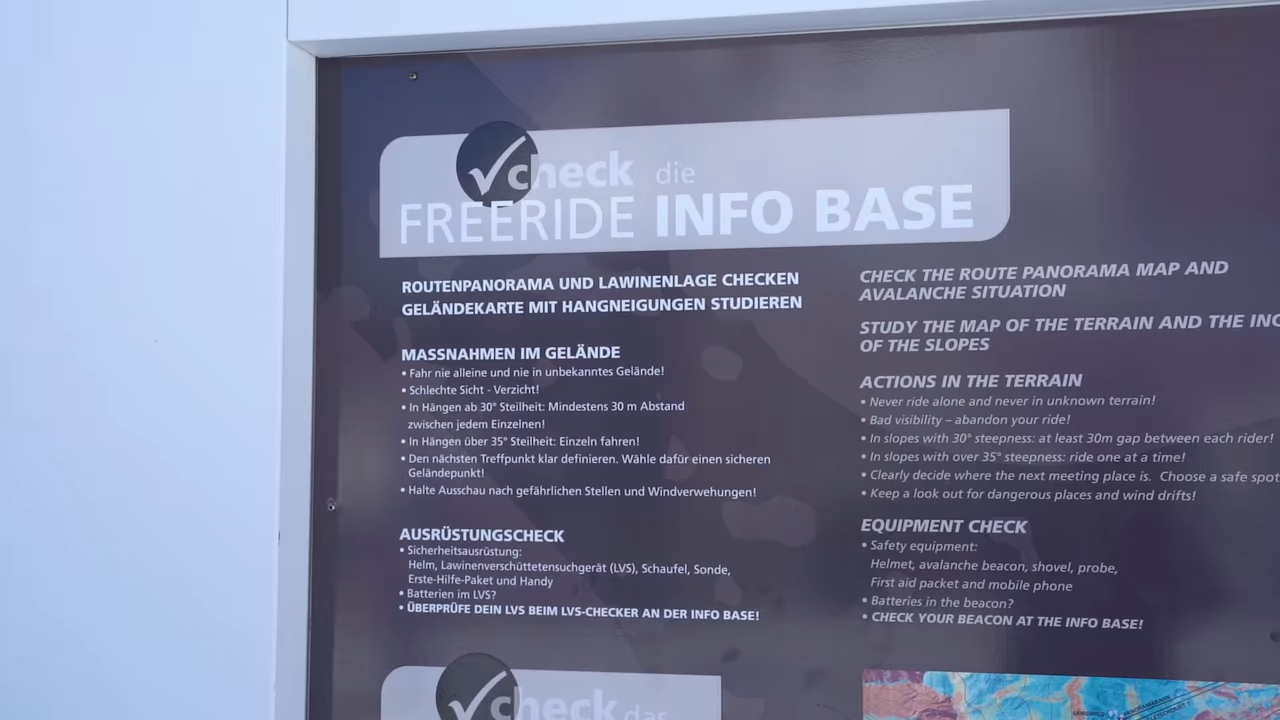 check die
FREERIDE INFO BASE
ROUTENPANORAMA UND LAWINENLAGE CHECKEN
GELÄNDEKARTE MIT HANGNEIGUNGEN STUDIEREN
MASSNAHMEN IM GELÄNDE
• Fahr nie alleine und nie in unbekanntes Gelände!
• Schlechte Sicht - Verzicht!
• In Hängen ab 30° Steilheit: Mindestens 30 m Abstand
zwischen jedem Einzelnen!
• In Hängen über 35° Steilheit: Einzeln fahren!
• Den nächsten Treffpunkt klar definieren. Wähle dafür einen sicheren
Geländepunkt!
• Halte Ausschau nach gefährlichen Stellen und Windverwehungen!
AUSRÜSTUNGSCHECK
• Sicherheitsausrüstung:
Helm, Lawinenverschüttetensuchgerät (LVS), Schaufel, Sonde,
Erste-Hilfe-Paket und Handy
• Batterien im LVS?
• ÜBERPRÜFE DEIN LVS BEIM LVS-CHECKER AN DER INFO BASE!
CHECK THE ROUTE PANORAMA MAP AND
AVALANCHE SITUATION
STUDY THE MAP OF THE TERRAIN AND THE INC
OF THE SLOPES
ACTIONS IN THE TERRAIN
• Never ride alone and never in unknown terrain!
• Bad visibility – abandon your ride!
• In slopes with 30° steepness: at least 30m gap between each rider!
• In slopes with over 35° steepness: ride one at a time!
• Clearly decide where the next meeting place is. Choose a safe spot
• Keep a look out for dangerous places and wind drifts!
EQUIPMENT CHECK
• Safety equipment:
Helmet, avalanche beacon, shovel, probe,
First aid packet and mobile phone
• Batteries in the beacon?
• CHECK YOUR BEACON AT THE INFO BASE!
check das